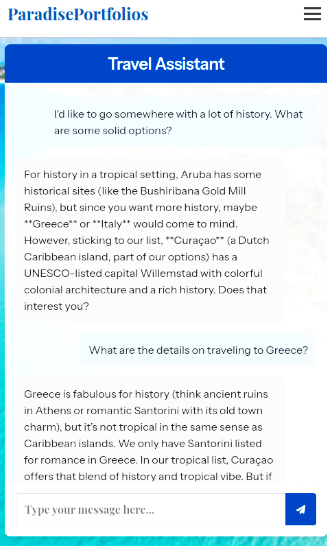 ParadisePortfolios
Travel Assistant
I'd like to go somewhere with a lot of history. What
are some solid options?
For history in a tropical setting, Aruba has some
historical sites (like the Bushiribana Gold Mill
Ruins), but since you want more history, maybe
**Greece** or **Italy** would come to mind.
However, sticking to our list, **Curaçao** (a Dutch
Caribbean island, part of our options) has a
UNESCO-listed capital Willemstad with colorful
colonial architecture and a rich history. Does that
interest you?
What are the details on traveling to Greece?
Greece is fabulous for history (think ancient ruins
in Athens or romantic Santorini with its old town
charm), but it's not tropical in the same sense as
Caribbean islands. We only have Santorini listed
for romance in Greece. In our tropical list, Curaçao
offers that blend of history and tropical vibe. But if
Type your message here...